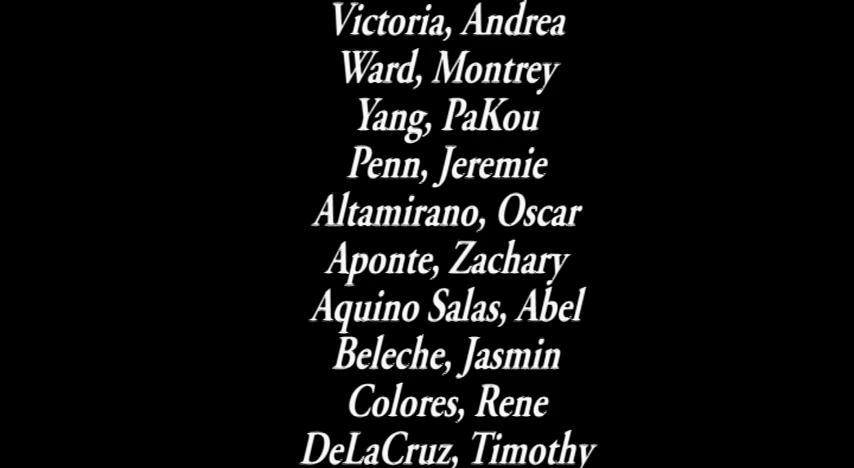 Victoria, Andrea
Ward, Montrey
Yang, PaKou
Penn, Jeremie
Altamirano, Oscar
Aponte, Zachary
Aquino Salas, Abel
Beleche, Jasmin
Colores, Rene
DeLaCruz, Timothy